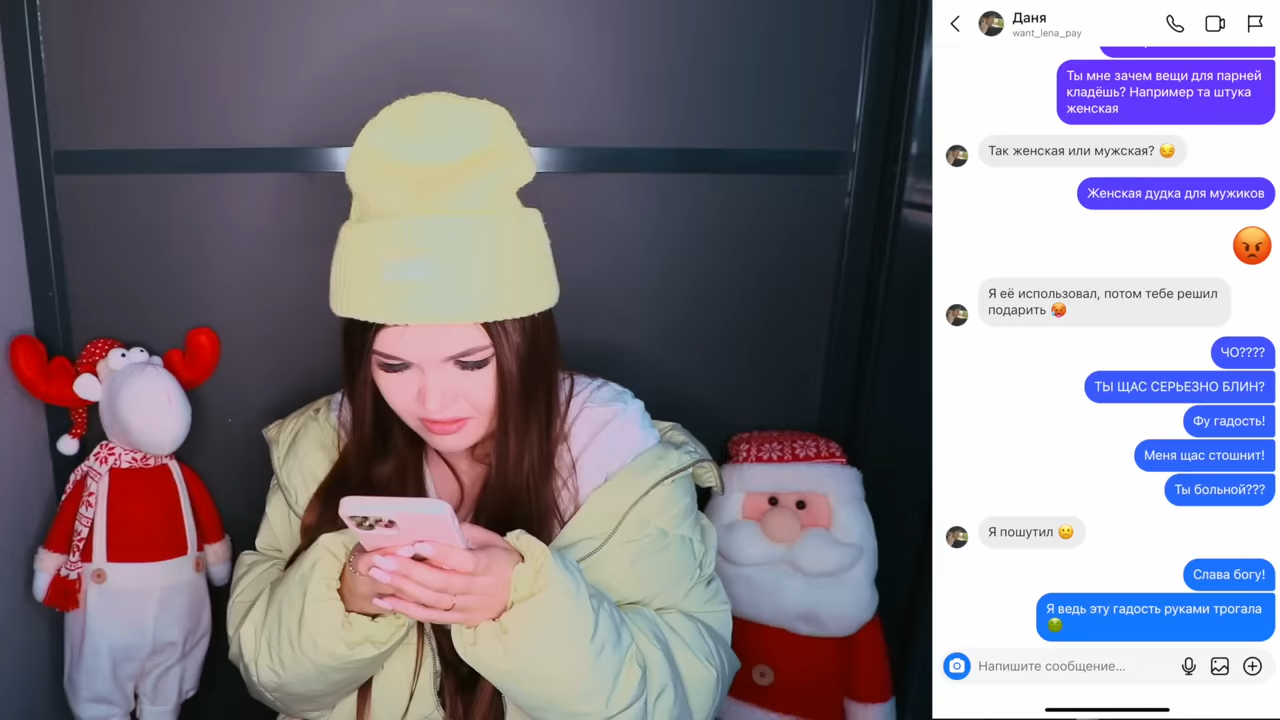 Даня
want_lena_pay
Ты мне зачем вещи для парней
кладёшь? Например та штука
женская
Так женская или мужская? 😏
Женская дудка для мужиков
😡
Я её использовал, потом тебе решил
подарить 🥵
ЧО????
ТЫ ЩАС СЕРЬЕЗНО БЛИН?
Фу гадость!
Меня щас стошнит!
Ты больной???
Я пошутил 🙁
Слава богу!
Я ведь эту гадость руками трогала
🤢
Напишите сообщение...